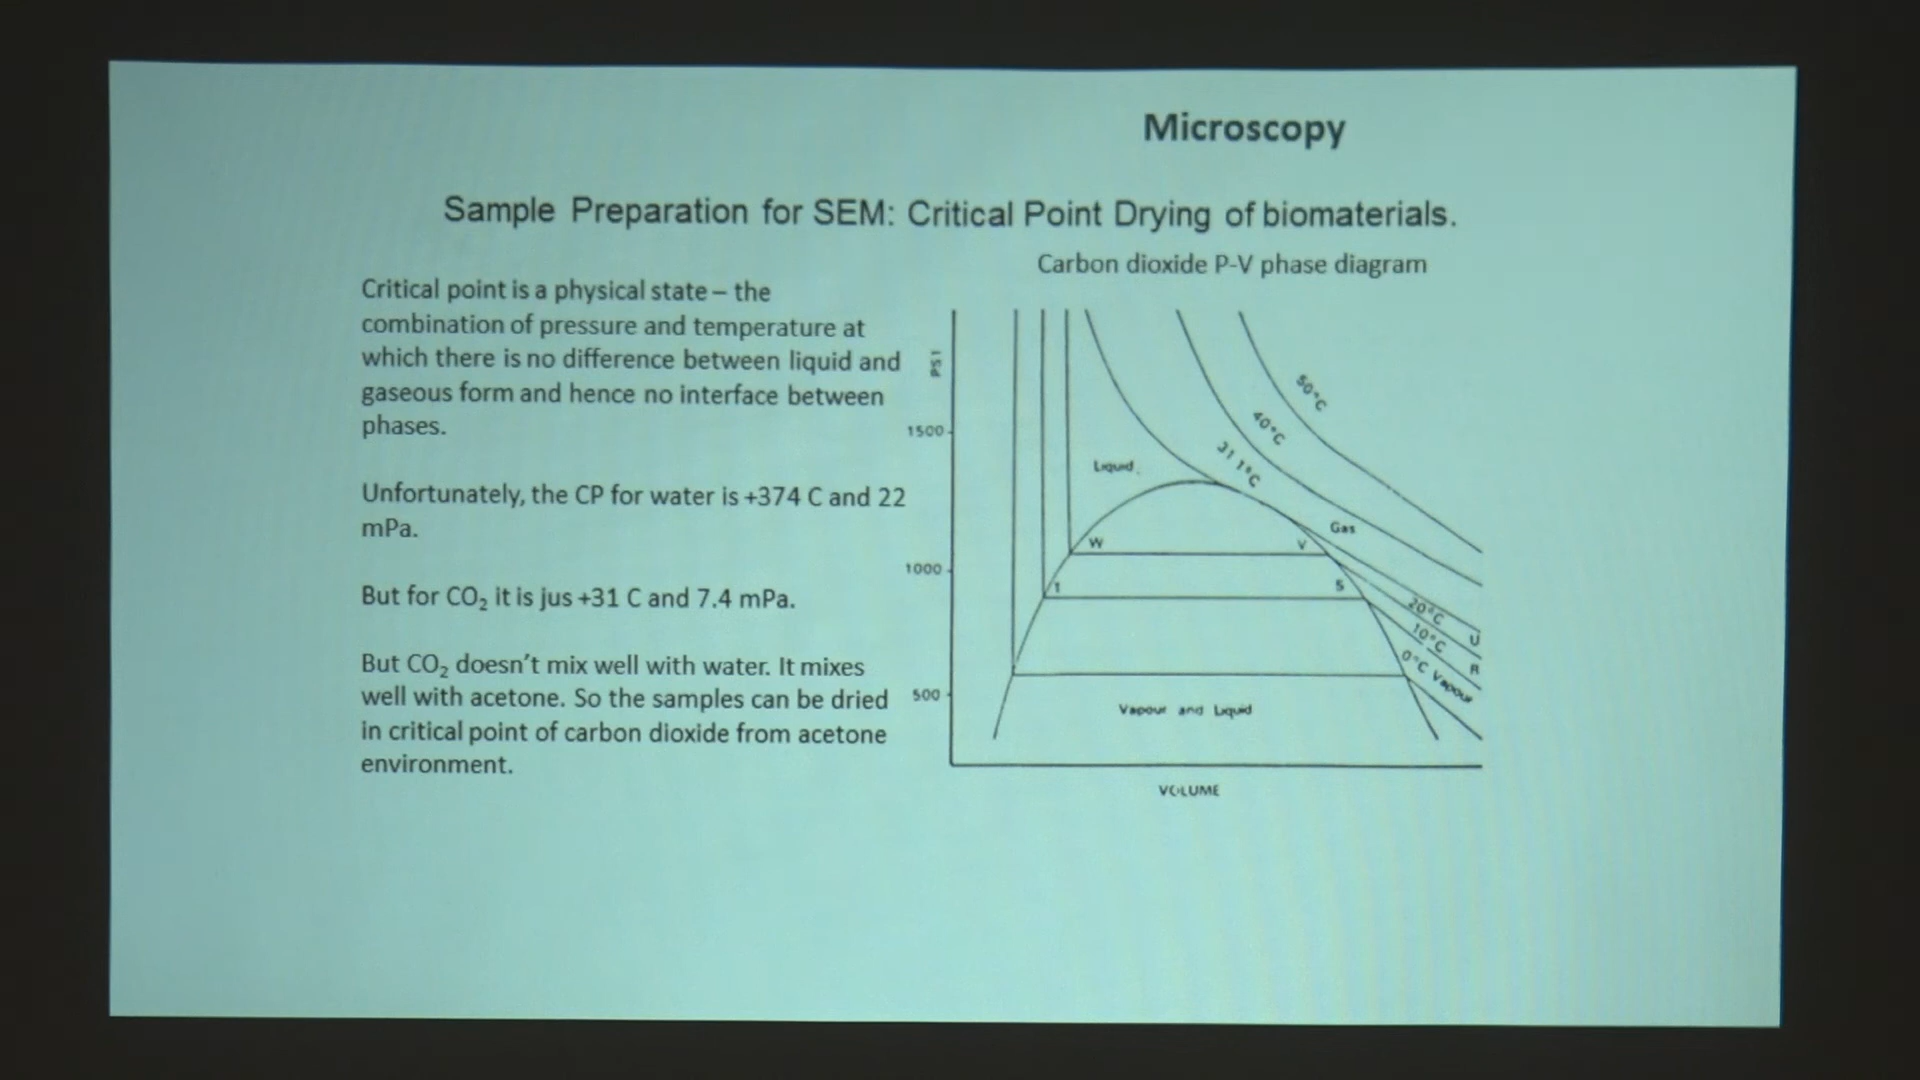 Microscopy
Sample Preparation for SEM: Critical Point Drying of biomaterials.
Critical point is a physical state – the
combination of pressure and temperature at
which there is no difference between liquid and
gaseous form and hence no interface between
phases.
Unfortunately, the CP for water is +374 C and 22
mPa.
But for CO₂ it is jus +31 C and 7.4 mPa.
But CO₂ doesn't mix well with water. It mixes
well with acetone. So the samples can be dried
in critical point of carbon dioxide from acetone
environment.
Carbon dioxide P-V phase diagram
PSI
1500
1000
500
50°C
40°C
31 1°C
Liquid
Gas
W
V
1
S
20°C
U
10°C
R
0°C Vapour
Vapour and Liquid
VOLUME